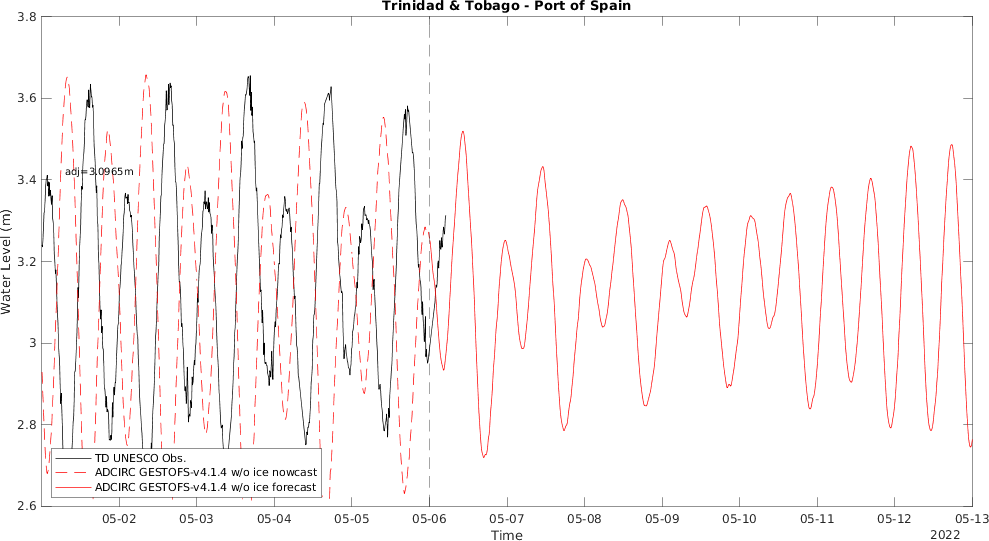 Trinidad & Tobago - Port of Spain
3.8
3.6
3.4
3.2
3
2.8
2.6
Water Level (m)
adj=3.0965m
TD UNESCO Obs.
ADCIRC GESTOFS-v4.1.4 w/o ice nowcast
ADCIRC GESTOFS-v4.1.4 w/o ice forecast
05-02 05-03 05-04 05-05 05-06 05-07 05-08 05-09 05-10 05-11 05-12 05-13
Time
2022